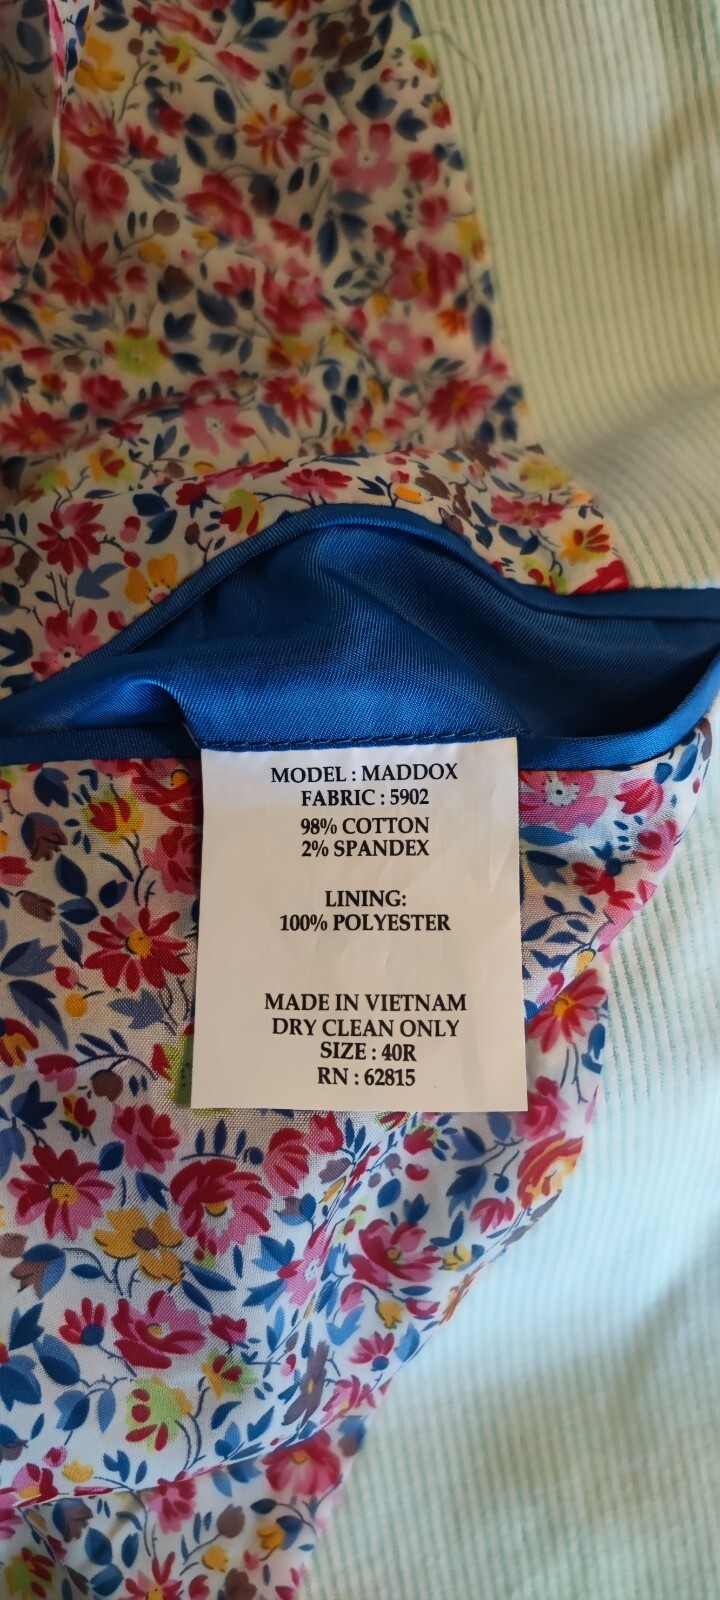 MODEL : MADDOX
FABRIC : 5902
98% COTTON
2% SPANDEX
LINING:
100% POLYESTER
MADE IN VIETNAM
DRY CLEAN ONLY
SIZE : 40R
RN : 62815